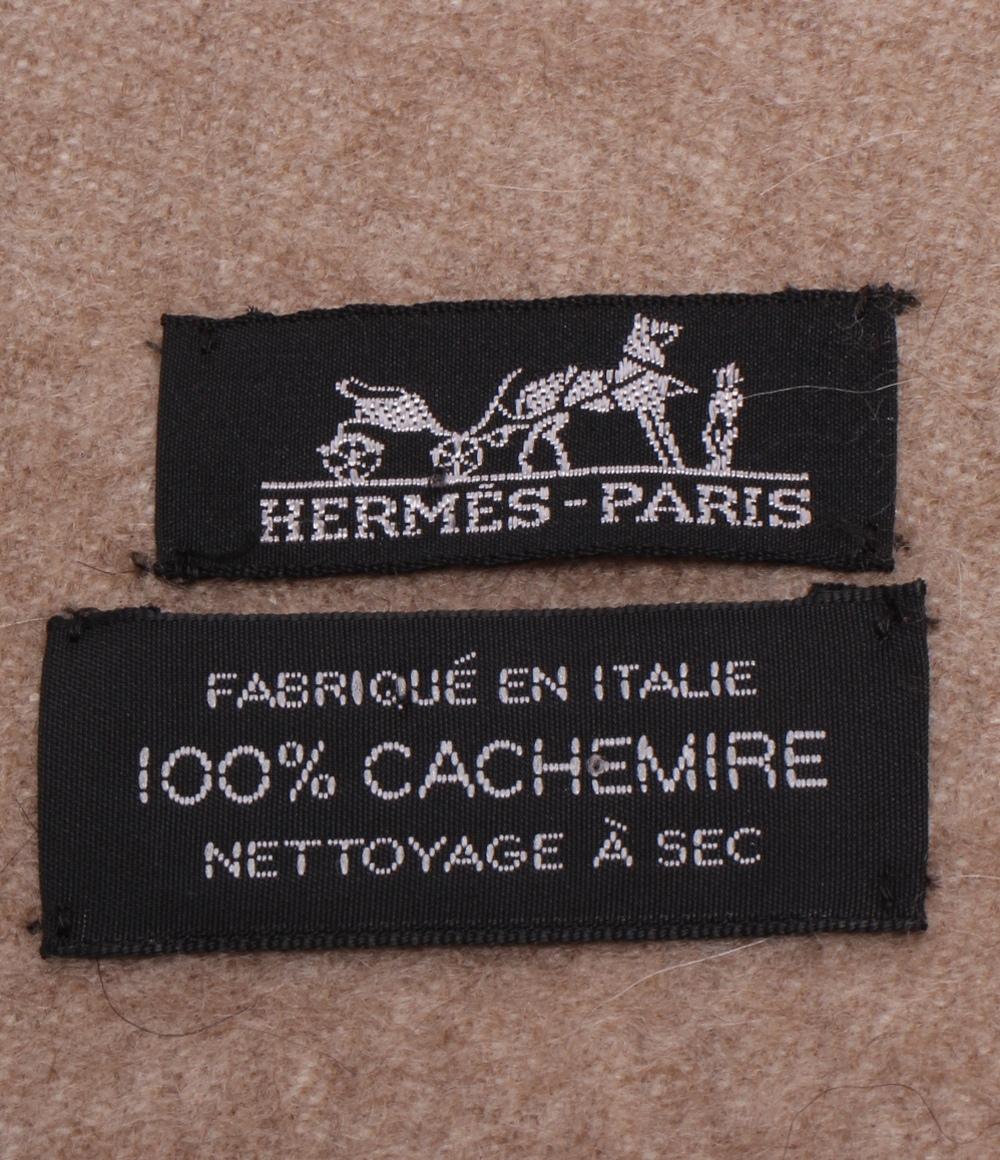 HERMÈS-PARIS
FABRIQUÉ EN ITALIE
100% CACHEMIRE
NETTOYAGE À SEC